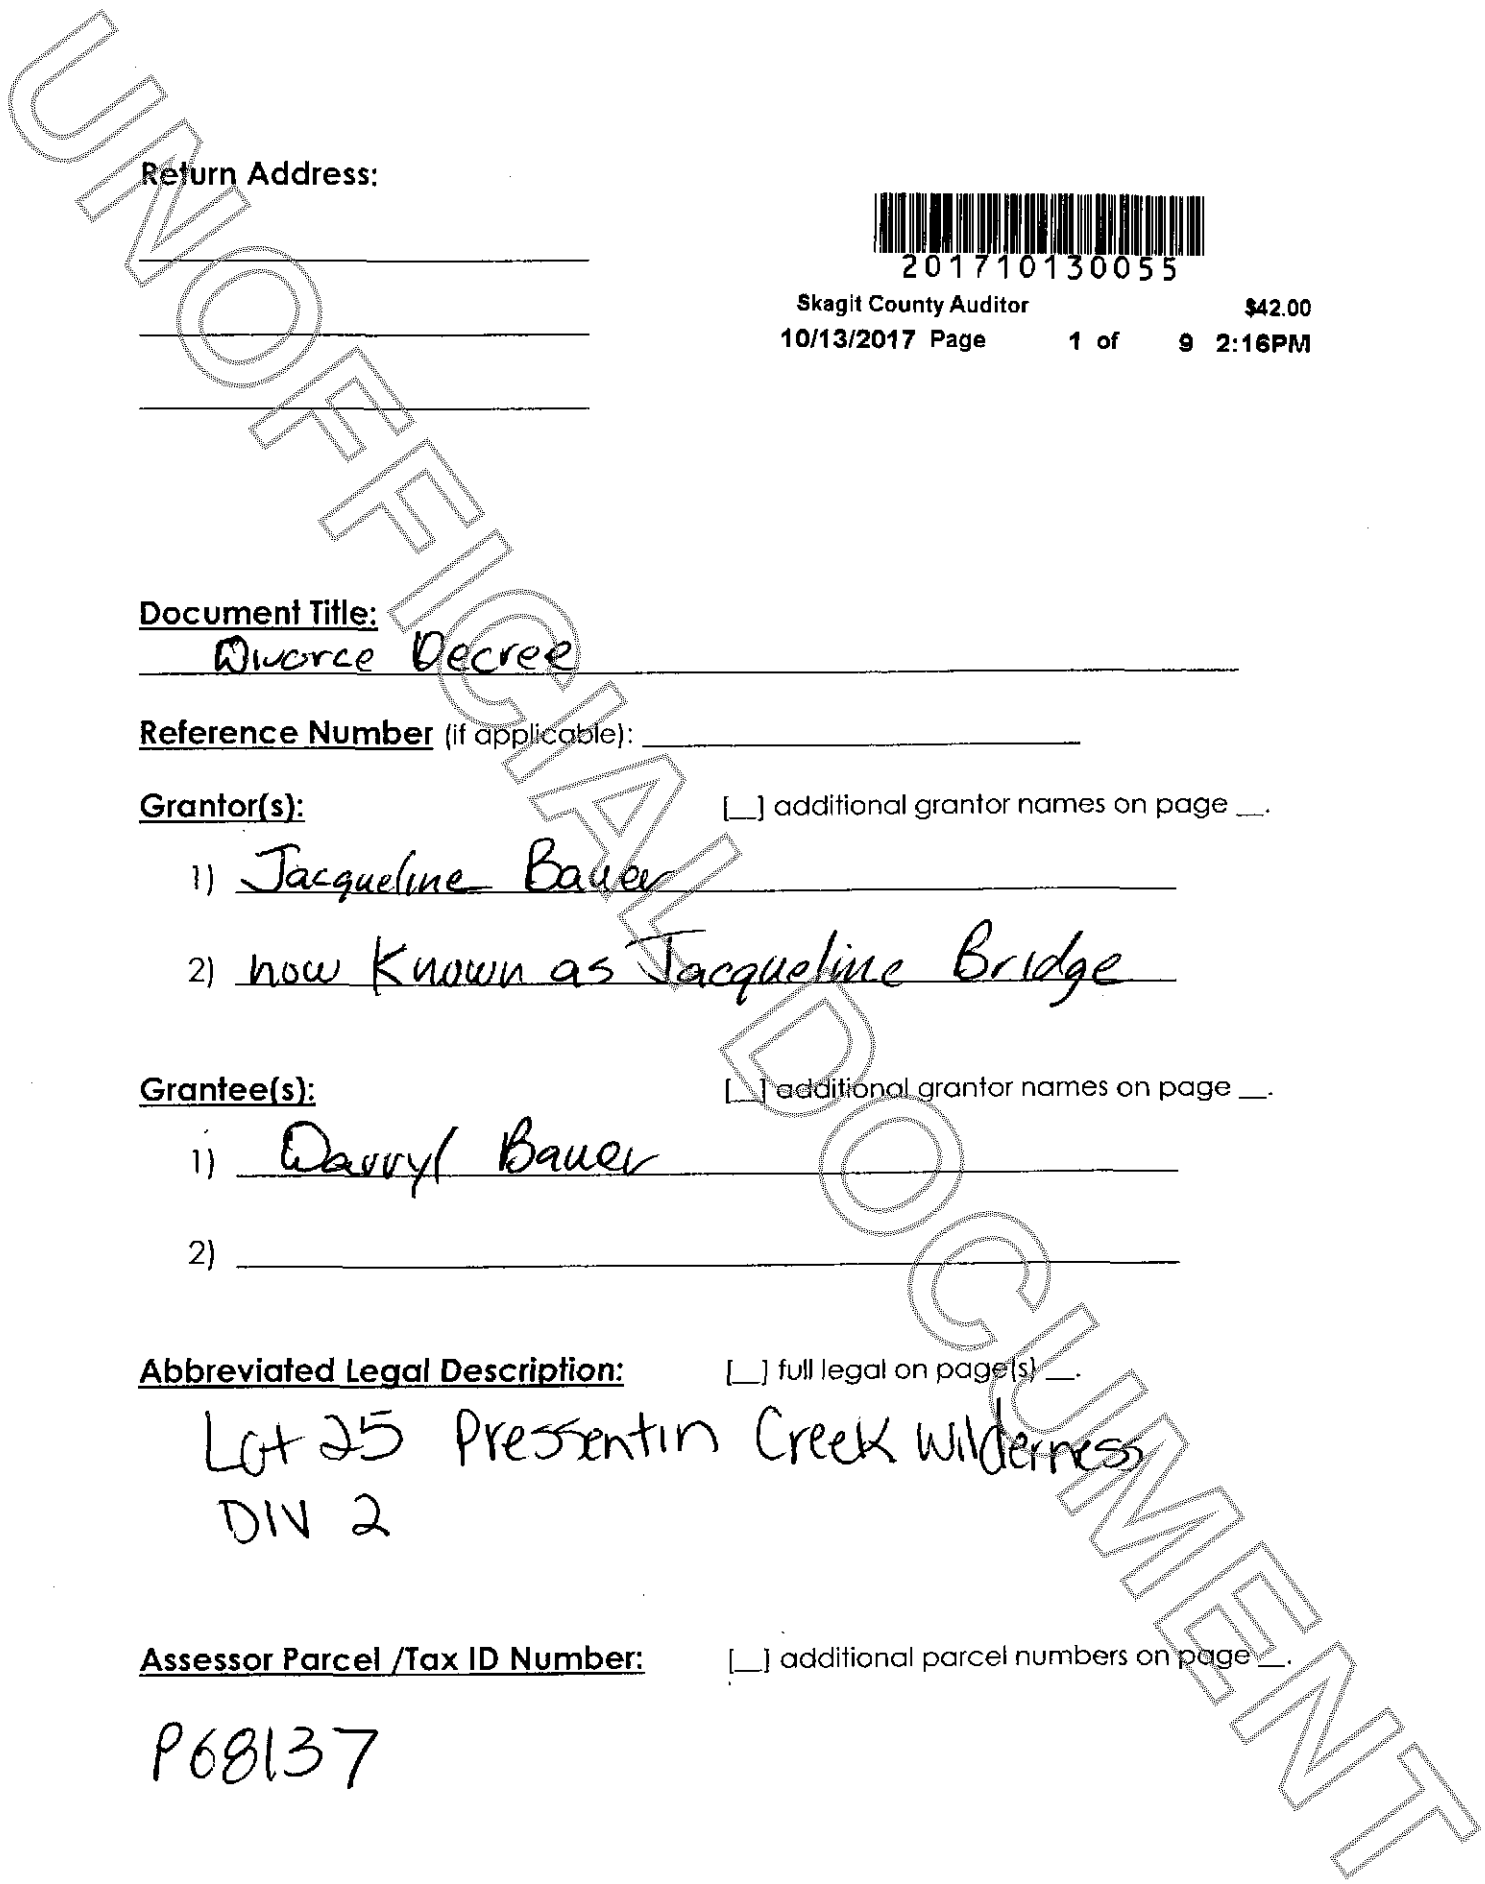 UNOFFICIAL DOCUMENT
Return Address:
201710130055
Skagit County Auditor $42.00
10/13/2017 Page 1 of 9 2:16PM
Document Title:
Divorce Decree
Reference Number (if applicable):
Grantor(s): [__] additional grantor names on page __.
1) Jacqueline Bauer
2) now Known as Jacqueline Bridge
Grantee(s): [__] additional grantor names on page __.
1) Darryl Bauer
2)
Abbreviated Legal Description: [__] full legal on page(s) __.
Lot 25 Pressentin Creek Wilderness
DIV 2
Assessor Parcel /Tax ID Number: [__] additional parcel numbers on page __.
P68137